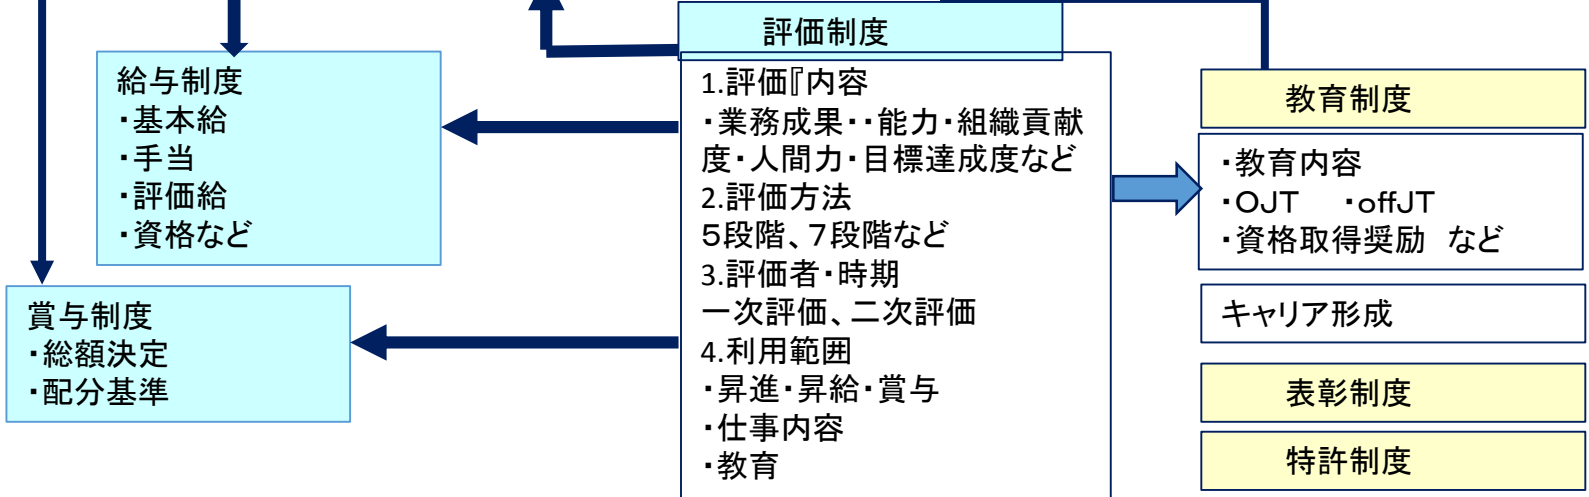 給与制度
・基本給
・手当
・評価給
・資格など
賞与制度
・総額決定
・配分基準
評価制度
1.評価『内容
・業務成果・・能力・組織貢献
度・人間力・目標達成度など
2.評価方法
5段階、7段階など
3.評価者・時期
一次評価、二次評価
4.利用範囲
・昇進・昇給・賞与
・仕事内容
・教育
教育制度
・教育内容
・OJT ・offJT
・資格取得奨励 など
キャリア形成
表彰制度
特許制度